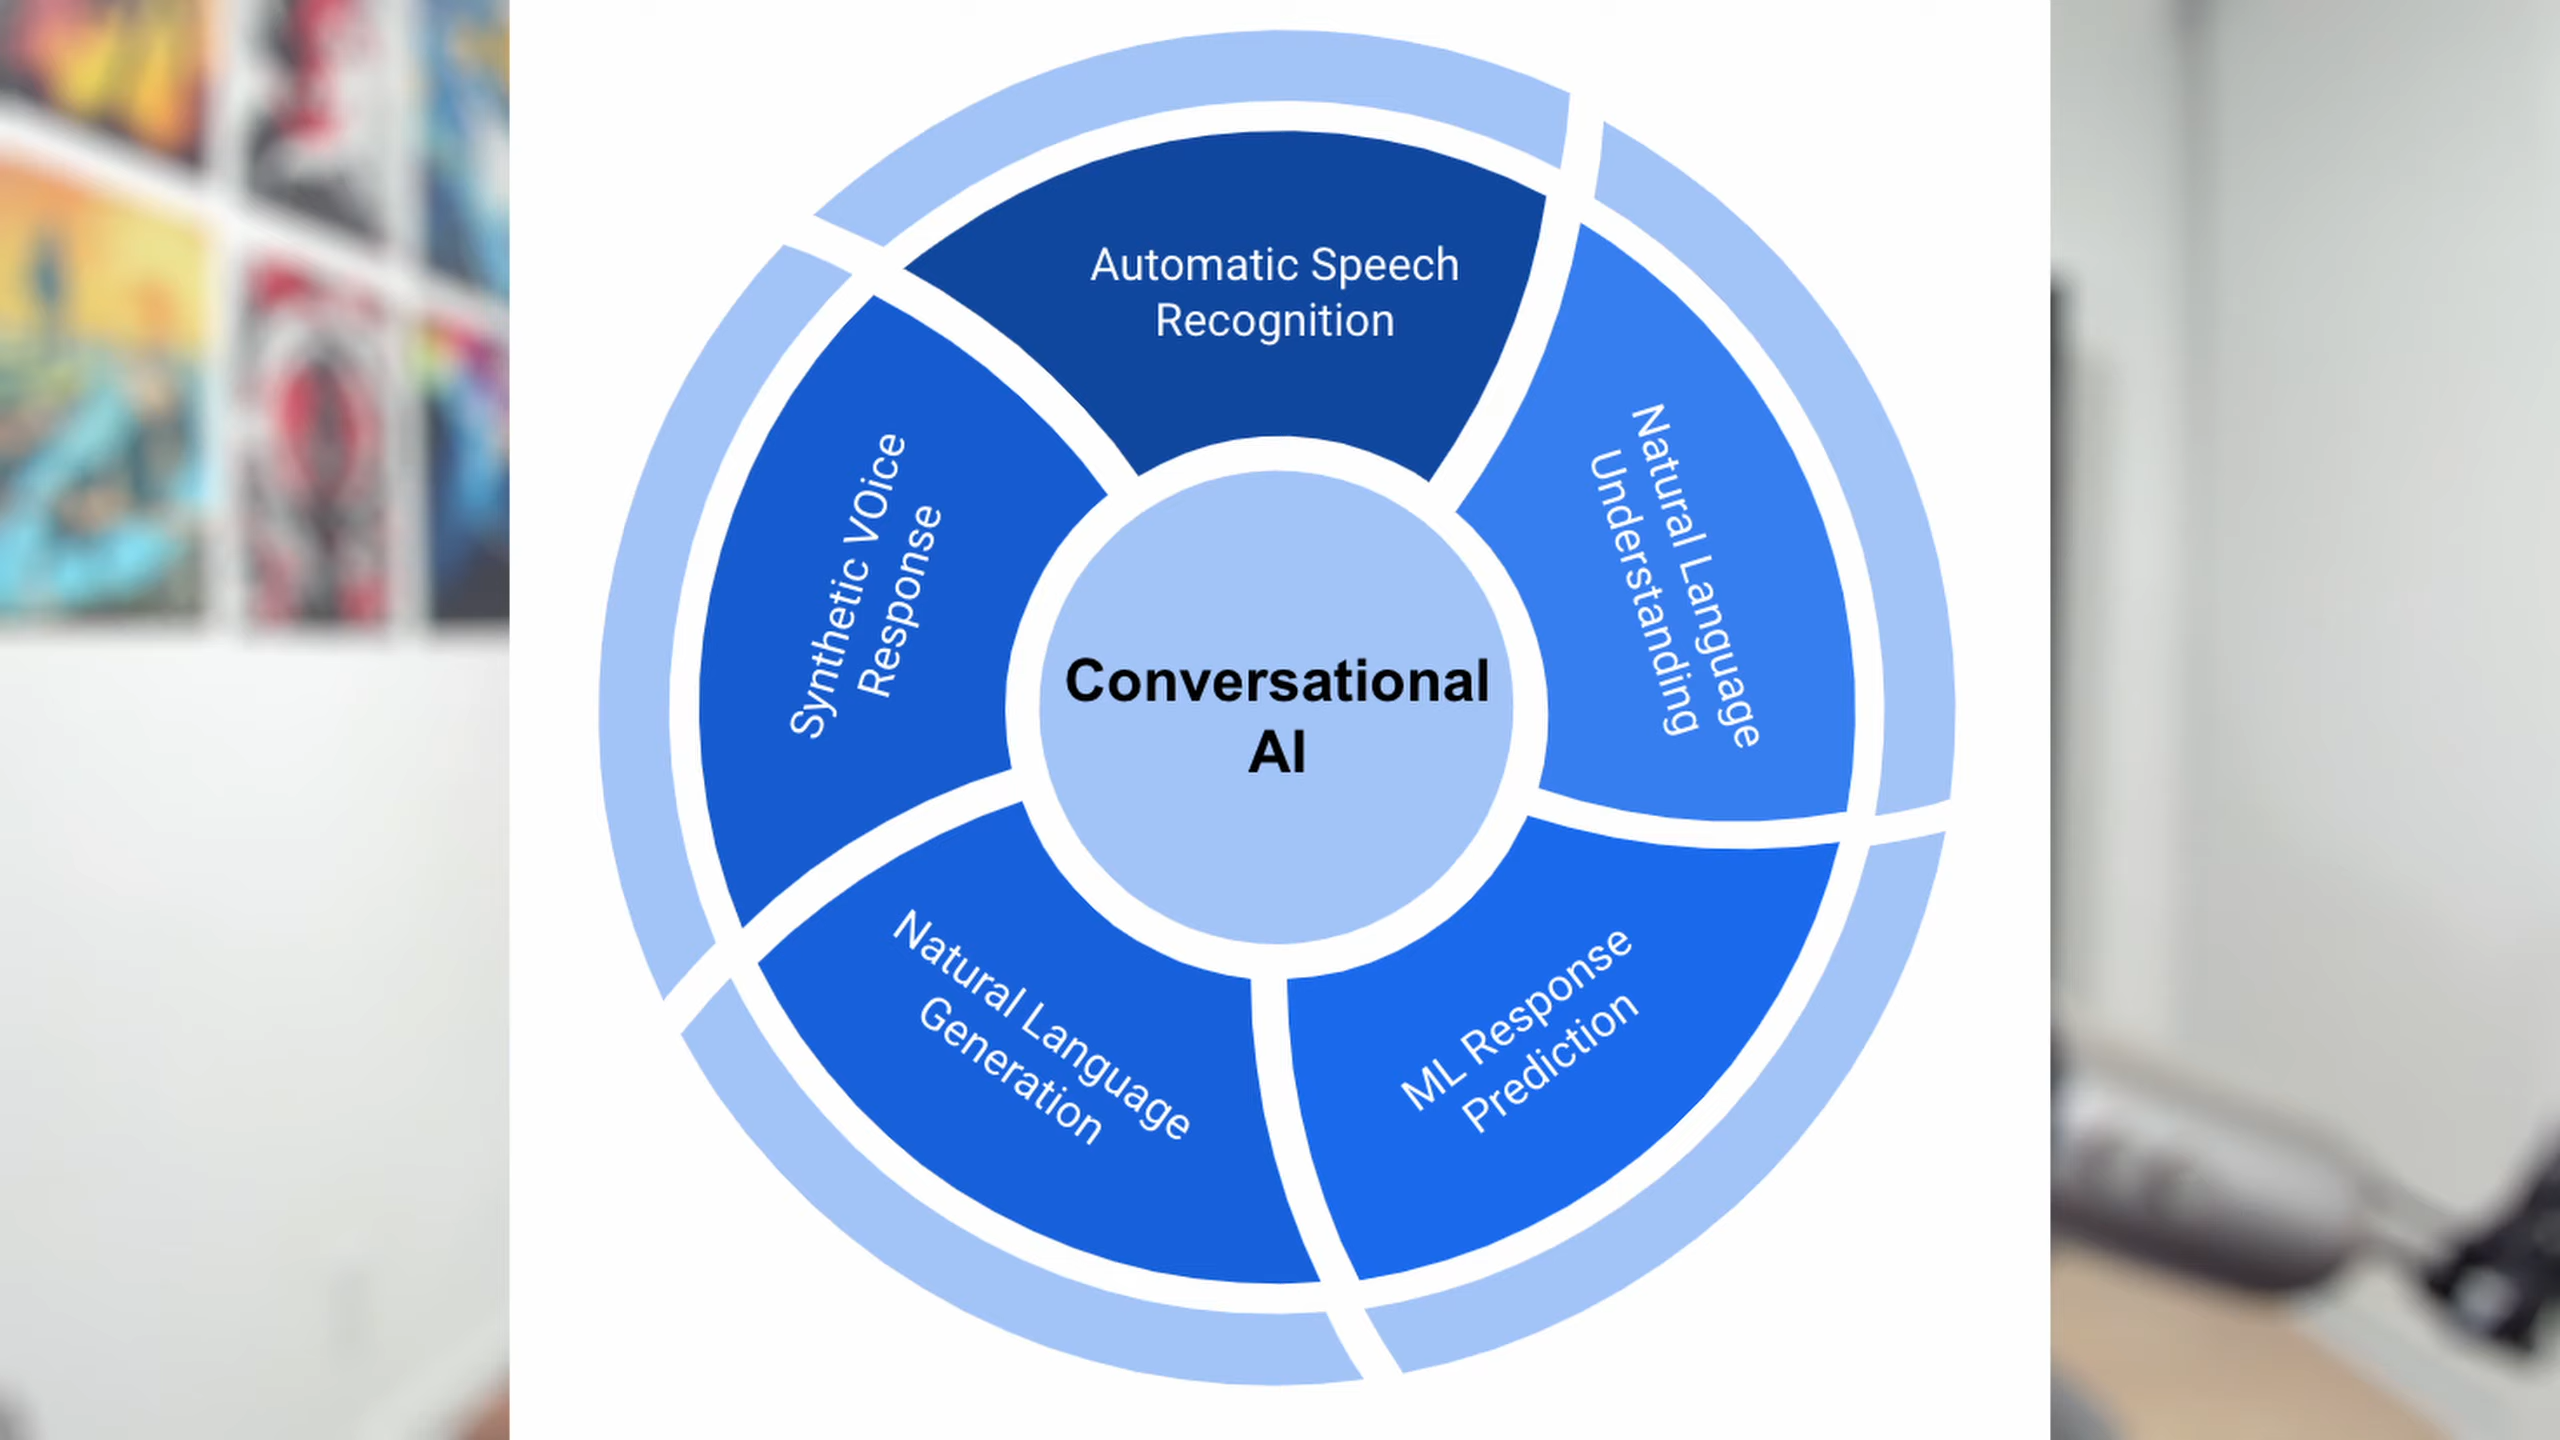 Automatic Speech
Recognition
Natural Language
Understanding
ML Response
Prediction
Natural Language
Generation
Synthetic VOice
Response
Conversational
AI